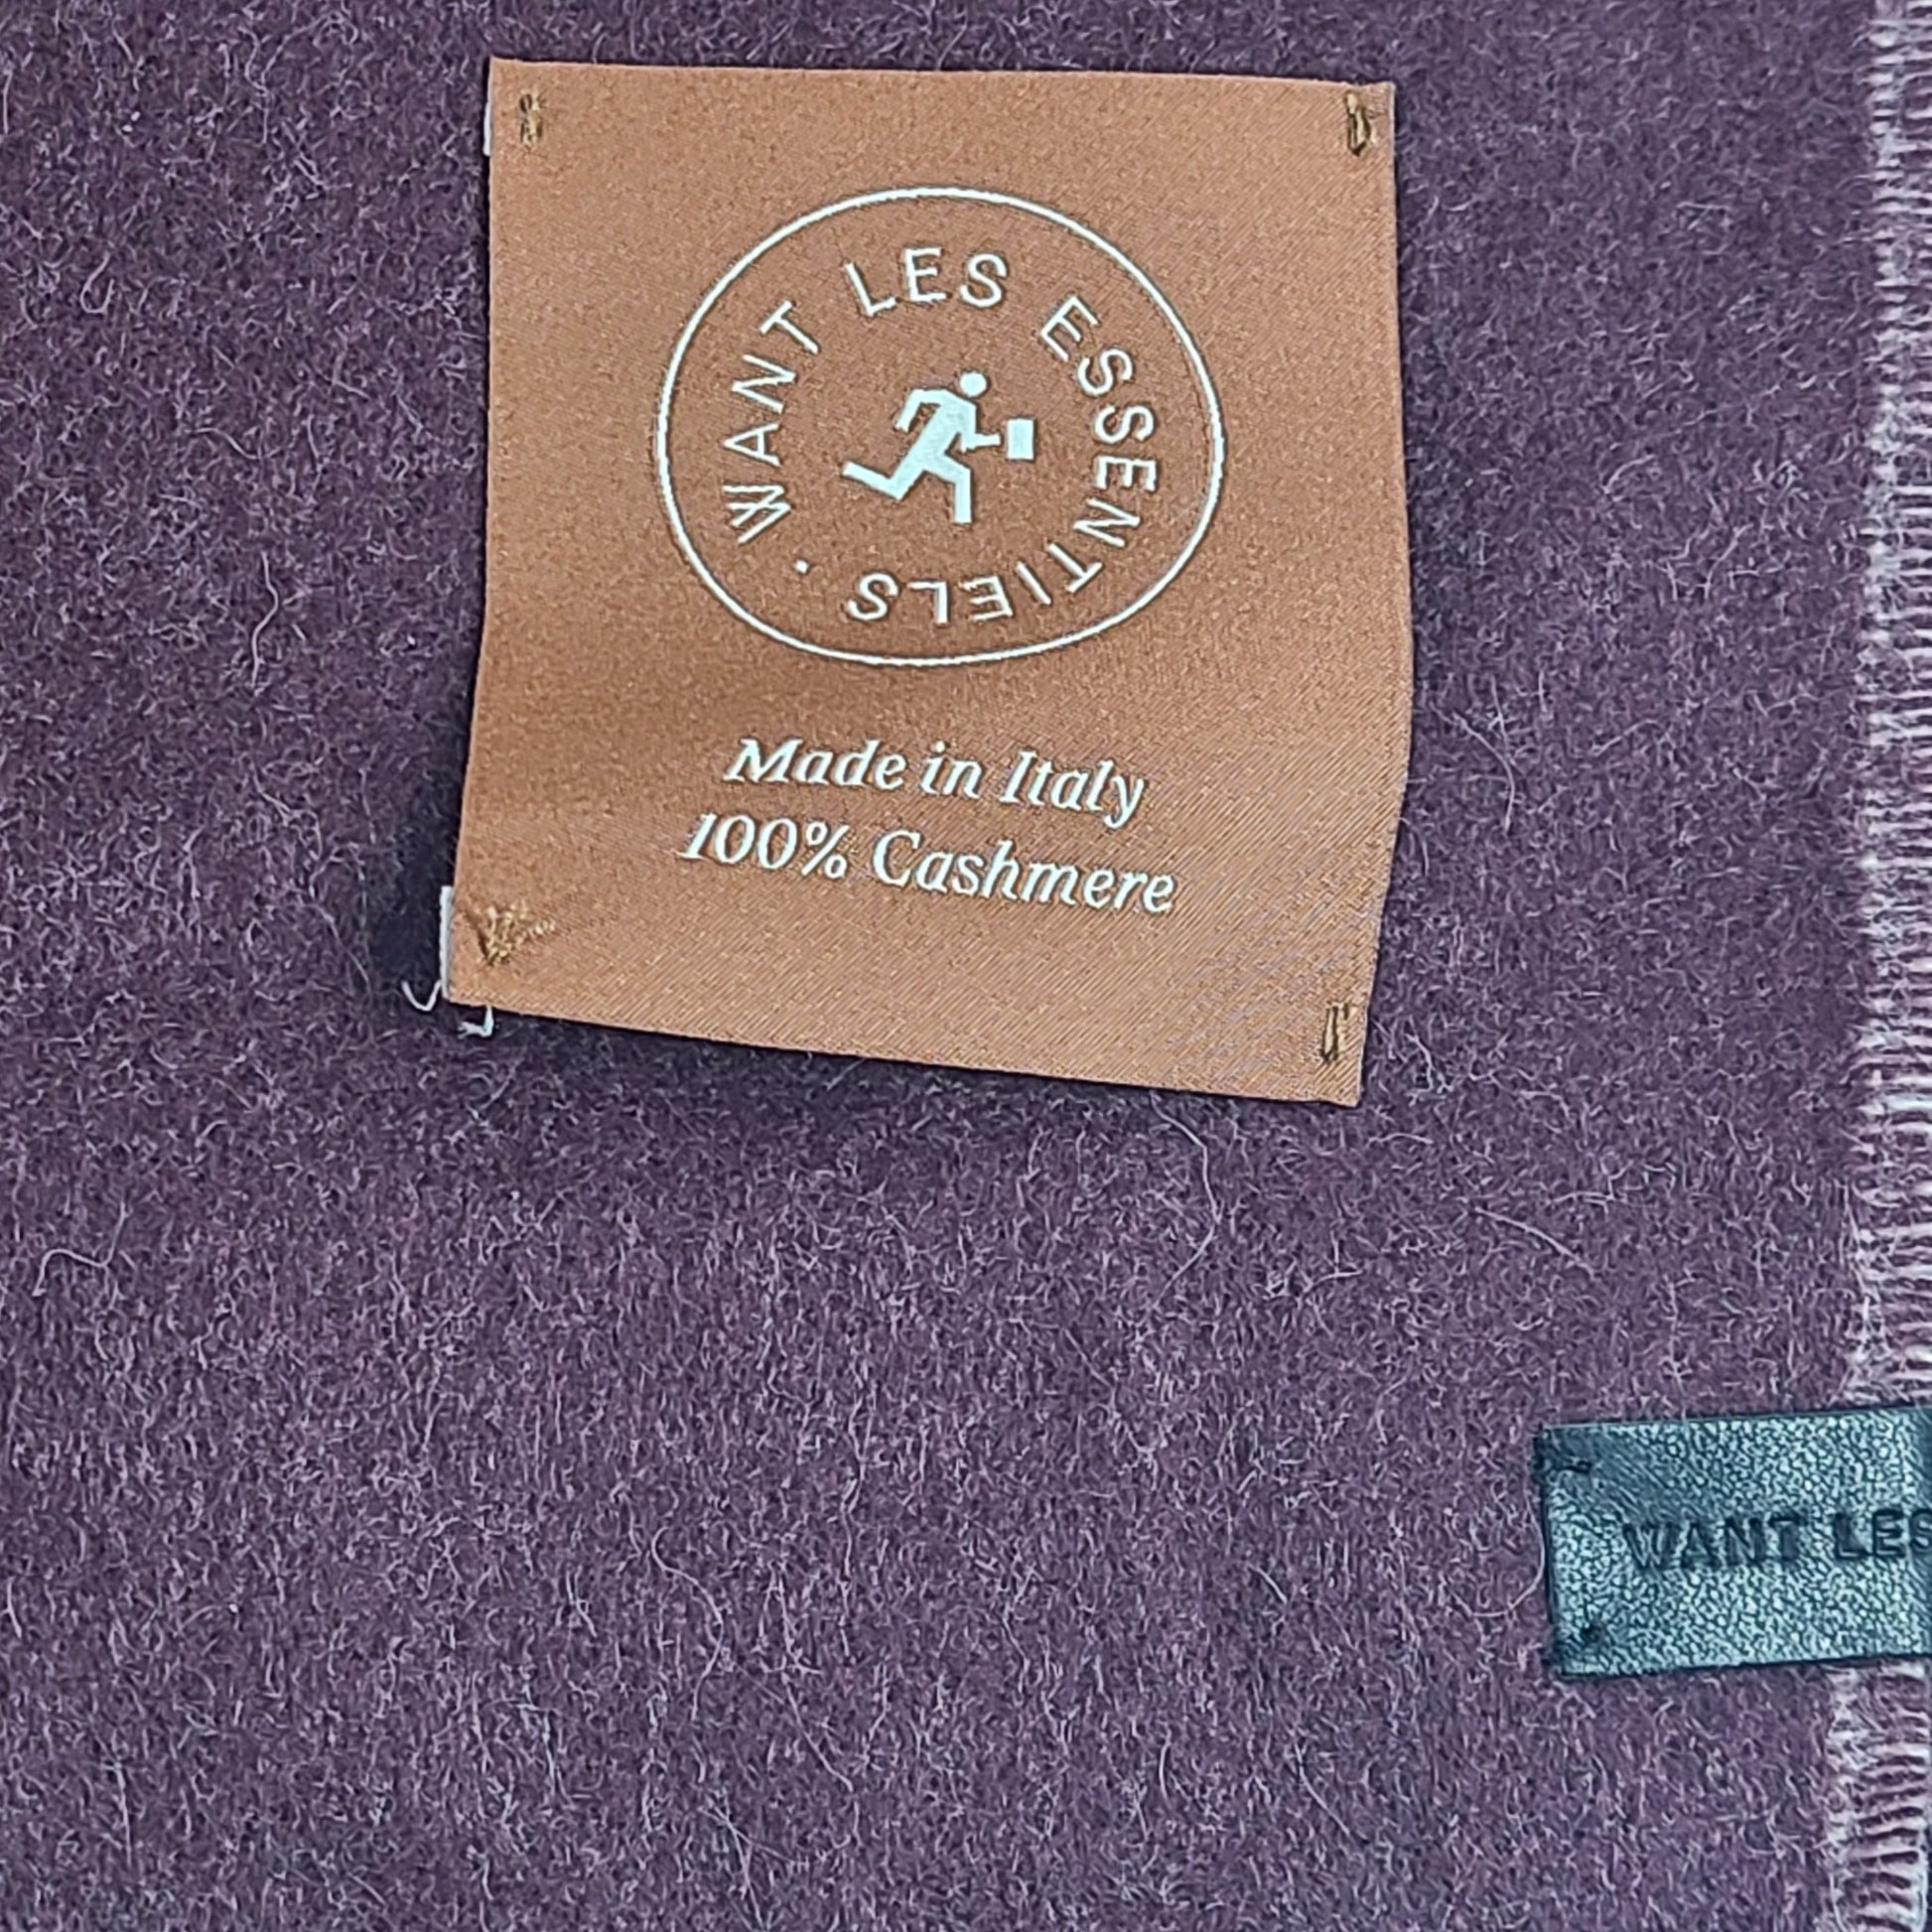 WANT LES ESSENTIELS ·
Made in Italy
100% Cashmere
WANT LES